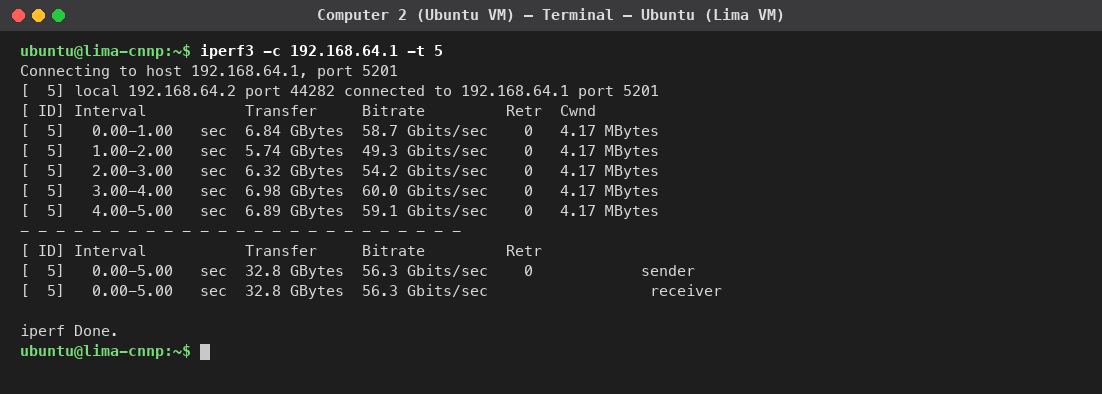 Computer 2 (Ubuntu VM) — Terminal — Ubuntu (Lima VM)
ubuntu@lima-cnnp:~$ iperf3 -c 192.168.64.1 -t 5
Connecting to host 192.168.64.1, port 5201
[  5] local 192.168.64.2 port 44282 connected to 192.168.64.1 port 5201
[ ID] Interval           Transfer     Bitrate         Retr  Cwnd
[  5]   0.00-1.00   sec  6.84 GBytes  58.7 Gbits/sec    0   4.17 MBytes
[  5]   1.00-2.00   sec  5.74 GBytes  49.3 Gbits/sec    0   4.17 MBytes
[  5]   2.00-3.00   sec  6.32 GBytes  54.2 Gbits/sec    0   4.17 MBytes
[  5]   3.00-4.00   sec  6.98 GBytes  60.0 Gbits/sec    0   4.17 MBytes
[  5]   4.00-5.00   sec  6.89 GBytes  59.1 Gbits/sec    0   4.17 MBytes
- - - - - - - - - - - - - - - - - - - - - - - - -
[ ID] Interval           Transfer     Bitrate         Retr
[  5]   0.00-5.00   sec  32.8 GBytes  56.3 Gbits/sec    0            sender
[  5]   0.00-5.00   sec  32.8 GBytes  56.3 Gbits/sec                  receiver
iperf Done.
ubuntu@lima-cnnp:~$